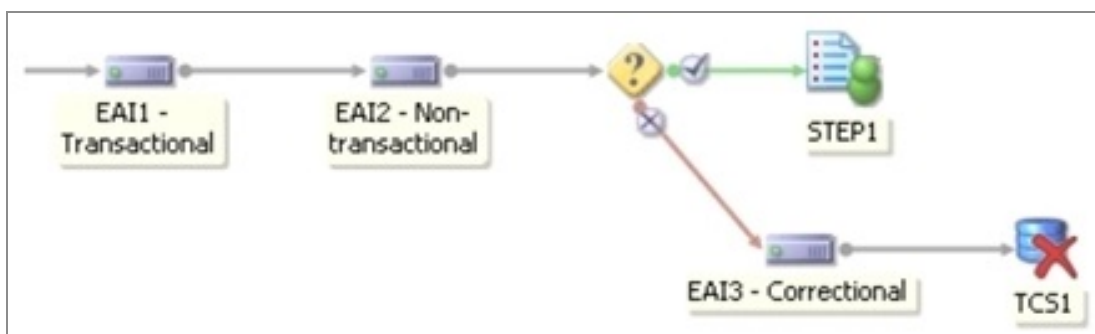 ?
EAI1 -
Transactional
EAI2 - Non-
transactional
STEP1
EAI3 - Correctional
TCS1